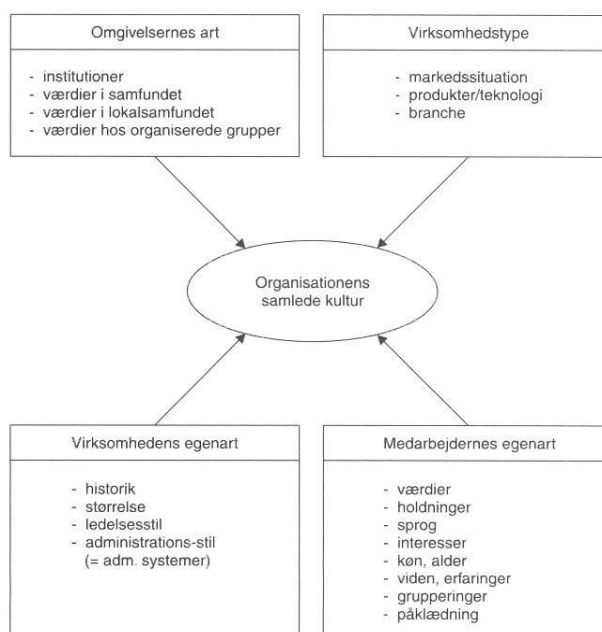 Omgivelsernes art
- institutioner
- værdier i samfundet
- værdier i lokalsamfundet
- værdier hos organiserede grupper
Virksomhedstype
- markedssituation
- produkter/teknologi
- branche
Organisationens
samlede kultur
Virksomhedens egenart
- historik
- størrelse
- ledelsesstil
- administrations-stil
(= adm. systemer)
Medarbejdernes egenart
- værdier
- holdninger
- sprog
- interesser
- køn, alder
- viden, erfaringer
- grupperinger
- påklædning